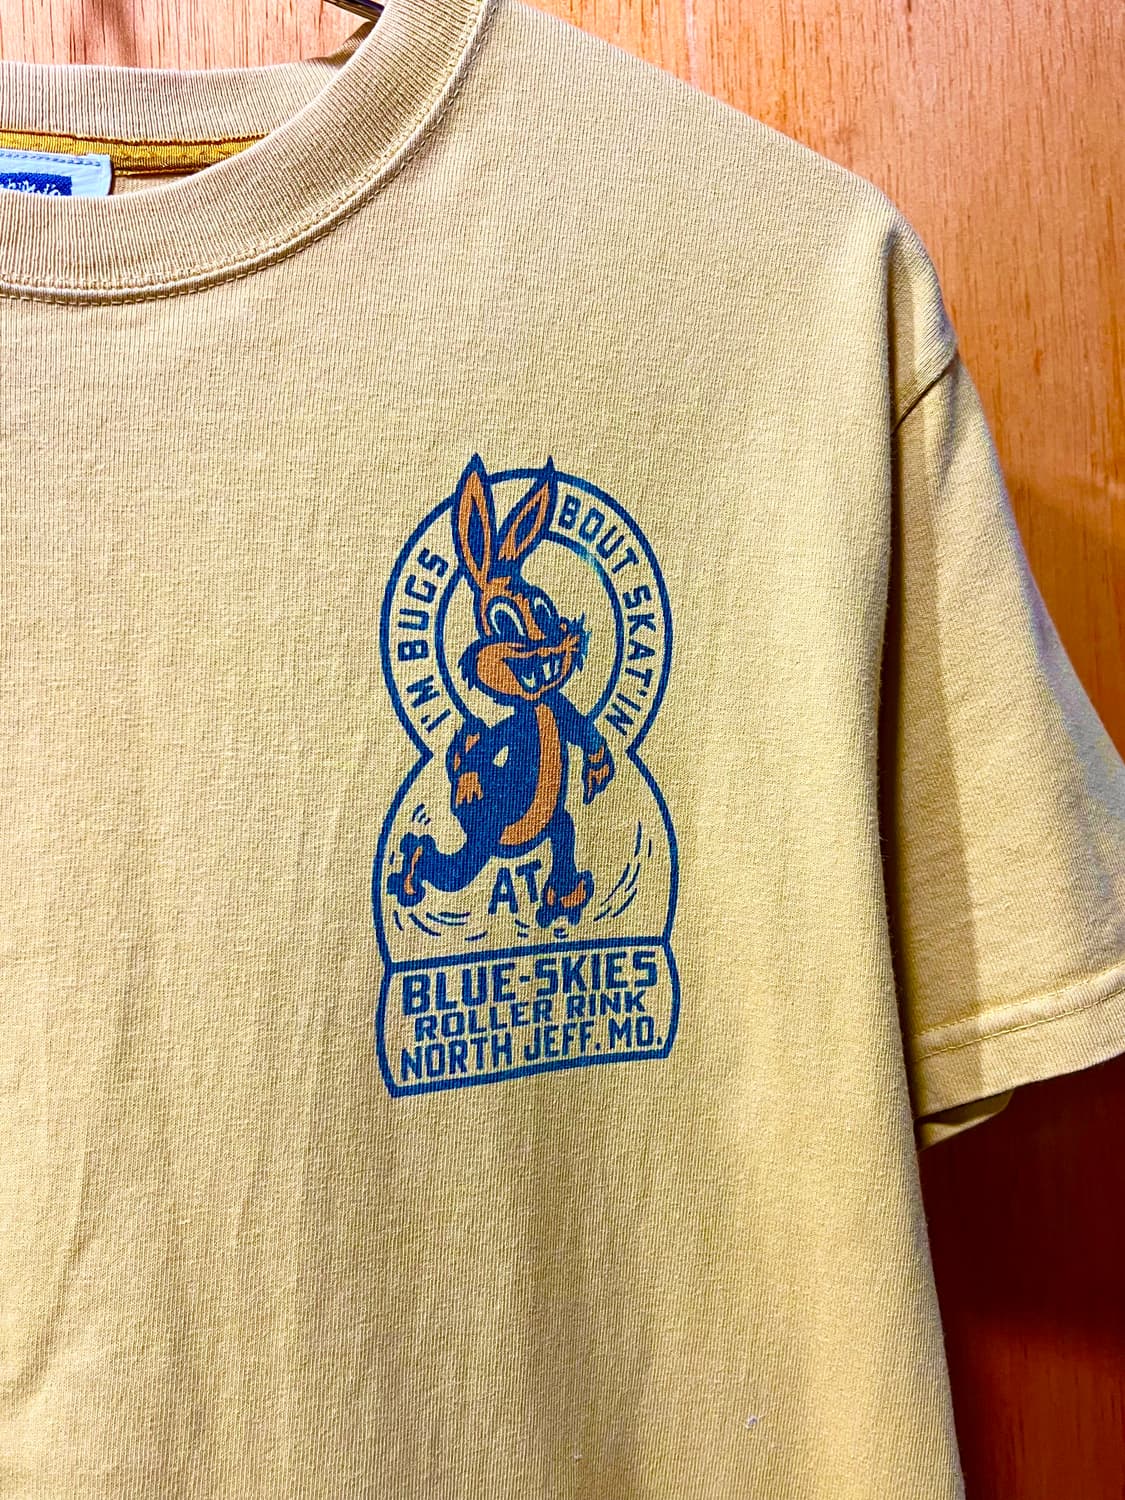 I'M BUGS
BOUT SKAT'IN
AT
BLUE-SKIES
ROLLER RINK
NORTH JEFF. MO.